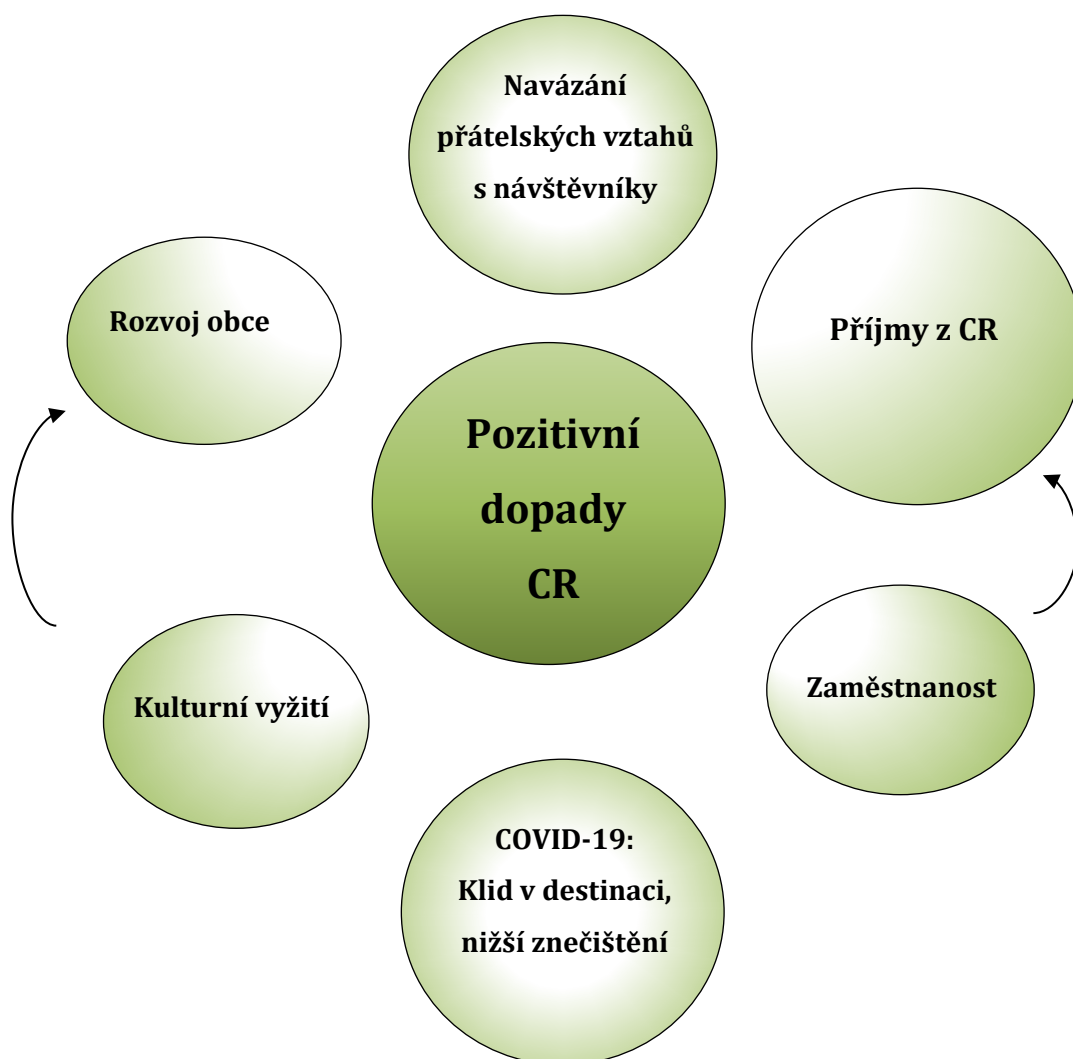 Navázání
přátelských vztahů
s návštěvníky
Rozvoj obce
Příjmy z CR
Pozitivní
dopady
CR
Kulturní vyžití
Zaměstnanost
COVID-19:
Klid v destinaci,
nižší znečištění